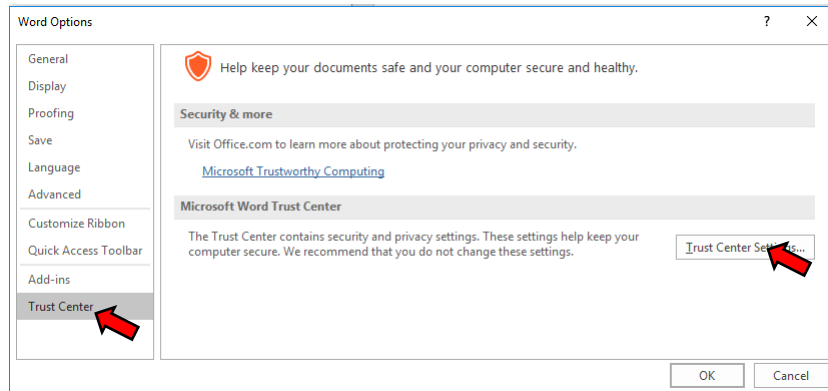 Word Options
?
General
Display
Proofing
Save
Language
Advanced
Customize Ribbon
Quick Access Toolbar
Add-ins
Trust Center
Help keep your documents safe and your computer secure and healthy.
Security & more
Visit Office.com to learn more about protecting your privacy and security.
Microsoft Trustworthy Computing
Microsoft Word Trust Center
The Trust Center contains security and privacy settings. These settings help keep your
computer secure. We recommend that you do not change these settings.
Trust Center Settings...
OK
Cancel